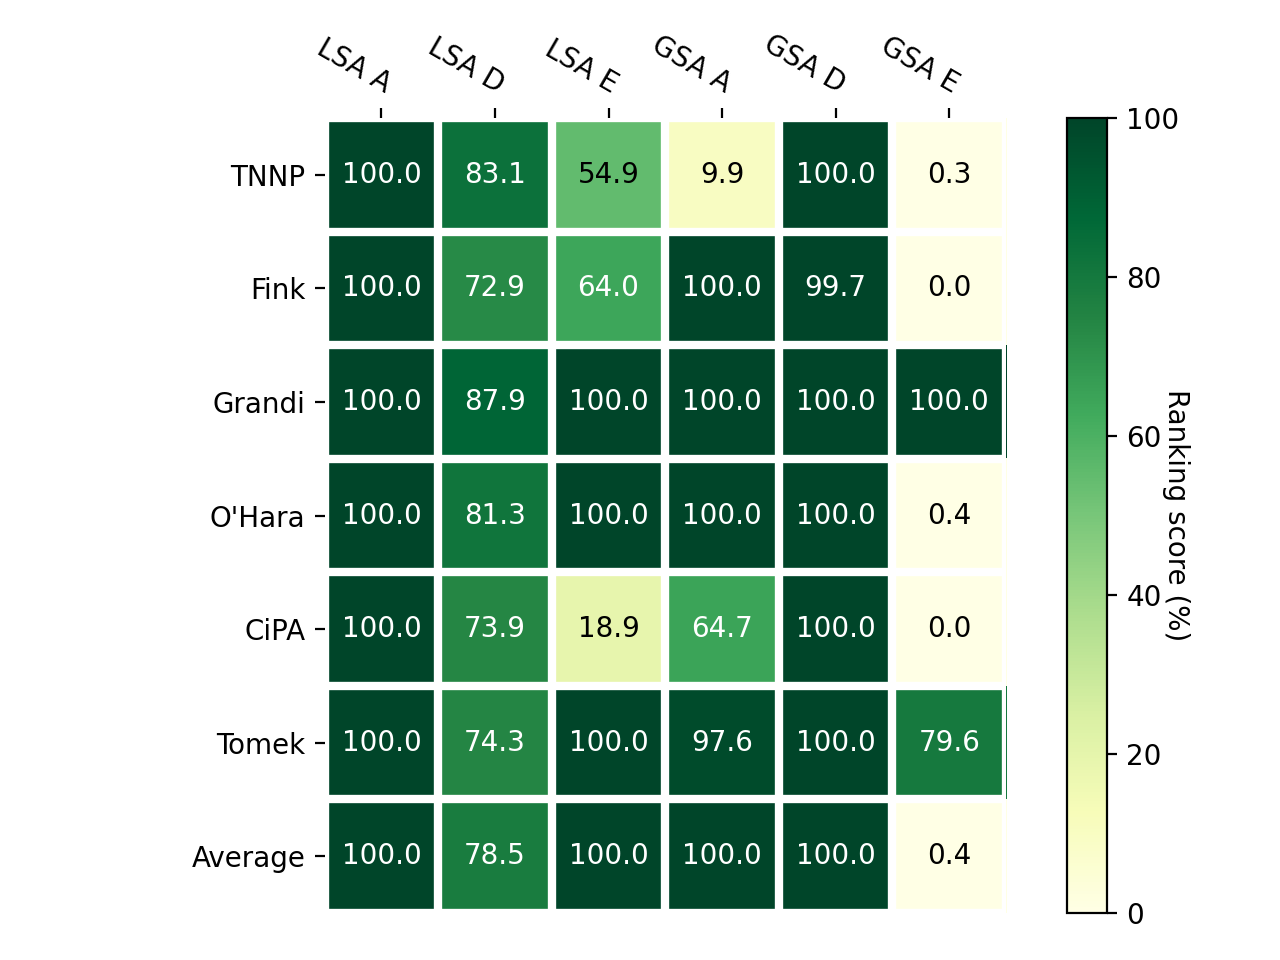 LSA A LSA D LSA E GSA A GSA D GSA E
TNNP 100.0 83.1 54.9 9.9 100.0 0.3
Fink 100.0 72.9 64.0 100.0 99.7 0.0
Grandi 100.0 87.9 100.0 100.0 100.0 100.0
O'Hara 100.0 81.3 100.0 100.0 100.0 0.4
CiPA 100.0 73.9 18.9 64.7 100.0 0.0
Tomek 100.0 74.3 100.0 97.6 100.0 79.6
Average 100.0 78.5 100.0 100.0 100.0 0.4
100
80
60
40
20
0
Ranking score (%)